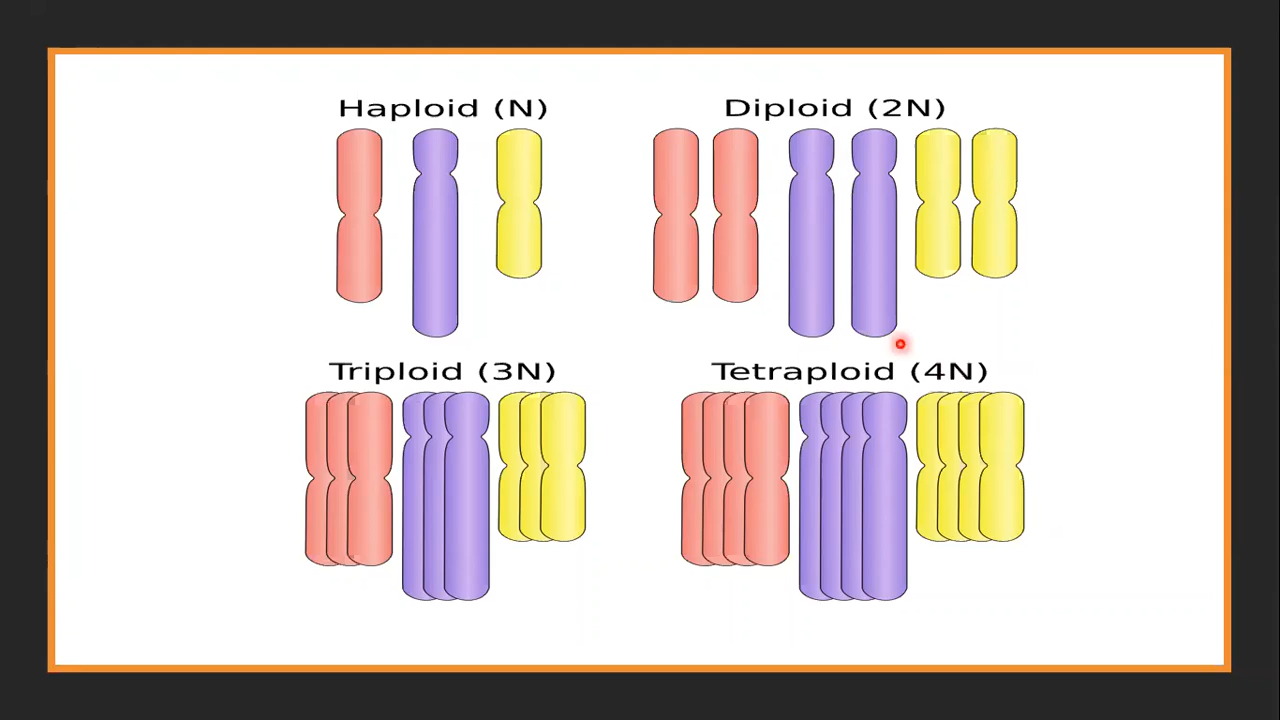 Haploid (N)
Diploid (2N)
Triploid (3N)
Tetraploid (4N)